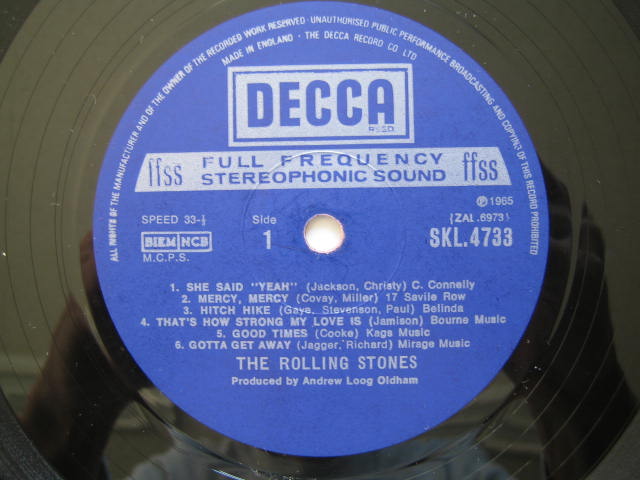 ALL RIGHTS OF THE MANUFACTURER AND OF THE OWNER OF THE RECORDED WORK RESERVED · UNAUTHORISED PUBLIC PERFORMANCE BROADCASTING AND COPYING OF THIS RECORD PROHIBITED
MADE IN ENGLAND · THE DECCA RECORD CO LTD
DECCA
REGD.
ffss FULL FREQUENCY STEREOPHONIC SOUND ffss
℗1965
SPEED 33-⅓ Side (ZAL.6973)
BIEM NCB 1 SKL.4733
M.C.P.S.
1. SHE SAID "YEAH" (Jackson, Christy) C. Connelly
2. MERCY, MERCY (Covay, Miller) 17 Savile Row
3. HITCH HIKE (Gaye, Stevenson, Paul) Belinda
4. THAT'S HOW STRONG MY LOVE IS (Jamison) Bourne Music
5. GOOD TIMES (Cooke) Kags Music
6. GOTTA GET AWAY (Jagger, Richard) Mirage Music
THE ROLLING STONES
Produced by Andrew Loog Oldham